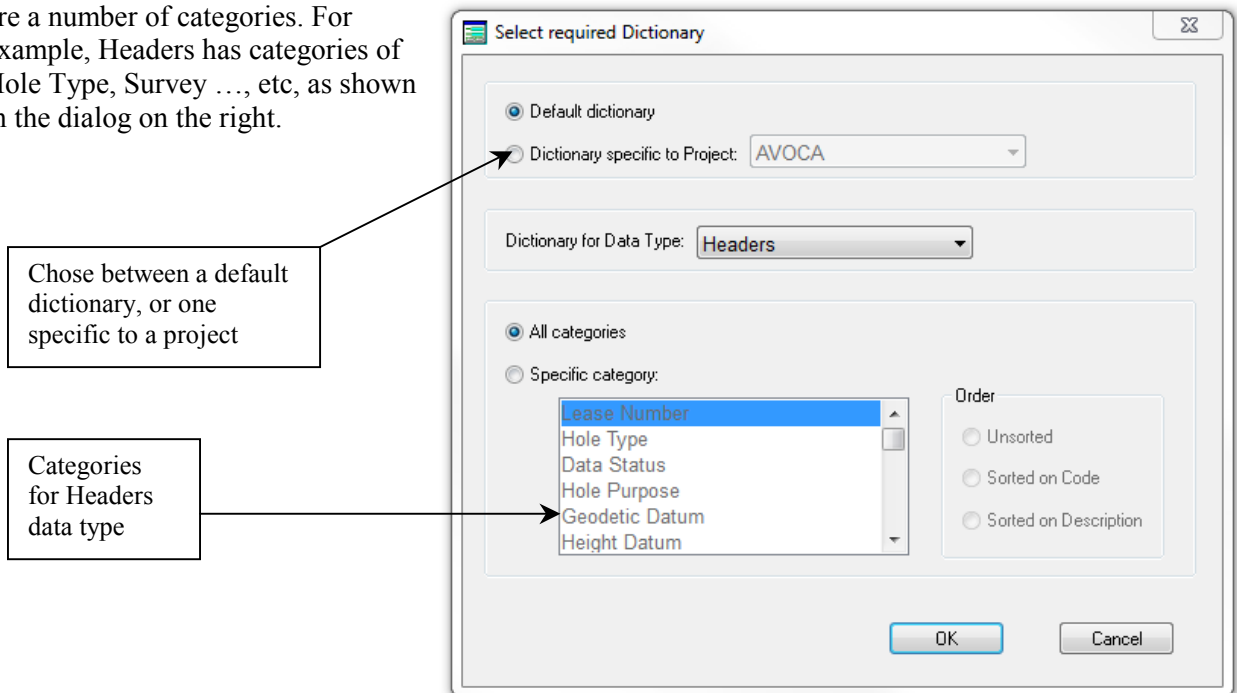 re a number of categories. For
xample, Headers has categories of
ole Type, Survey …, etc, as shown
the dialog on the right.
Chose between a default
dictionary, or one
specific to a project
Categories
for Headers
data type
Select required Dictionary
Default dictionary
Dictionary specific to Project: AVOCA
Dictionary for Data Type: Headers
All categories
Specific category:
Lease Number
Hole Type
Data Status
Hole Purpose
Geodetic Datum
Height Datum
Order
Unsorted
Sorted on Code
Sorted on Description
OK Cancel